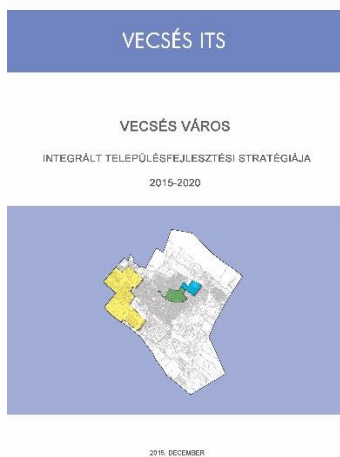 VECSÉS ITS
VECSÉS VÁROS
INTEGRÁLT TELEPÜLÉSFEJLESZTÉSI STRATÉGIÁJA
2015-2020
2015. DECEMBER